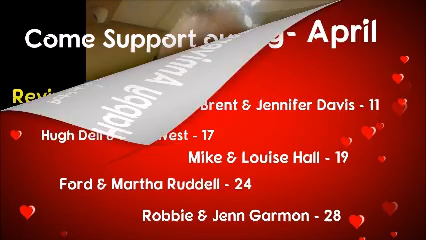 Come Support g- April
Brent & Jennifer Davis - 11
Hugh Dell & West - 17
Mike & Louise Hall - 19
Ford & Martha Ruddell - 24
Robbie & Jenn Garmon - 28